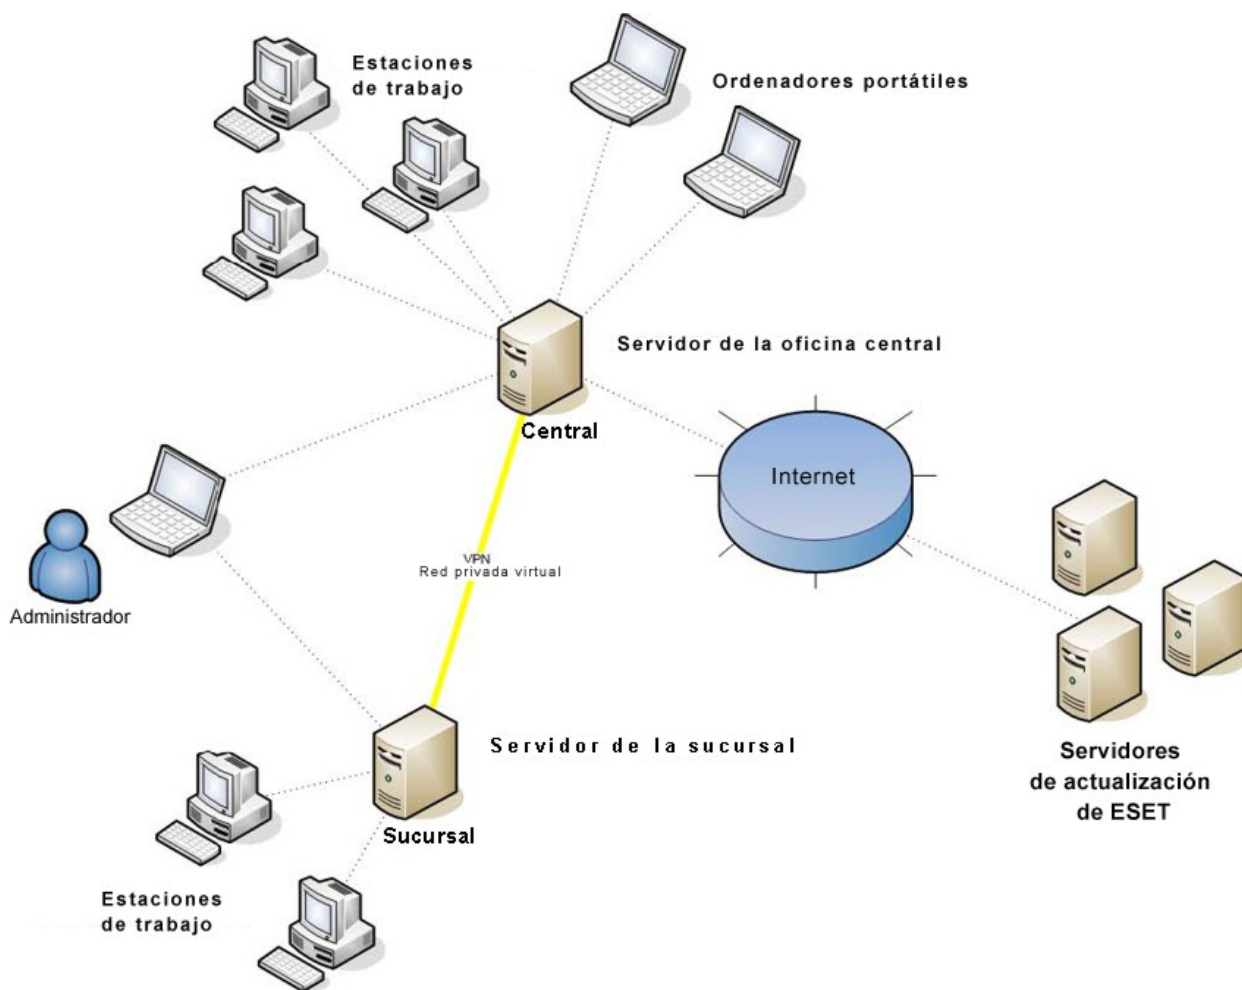 Estaciones
de trabajo
Ordenadores portátiles
Servidor de la oficina central
Central
Internet
VPN
Red privada virtual
Administrador
Servidor de la sucursal
Sucursal
Servidores
de actualización
de ESET
Estaciones
de trabajo